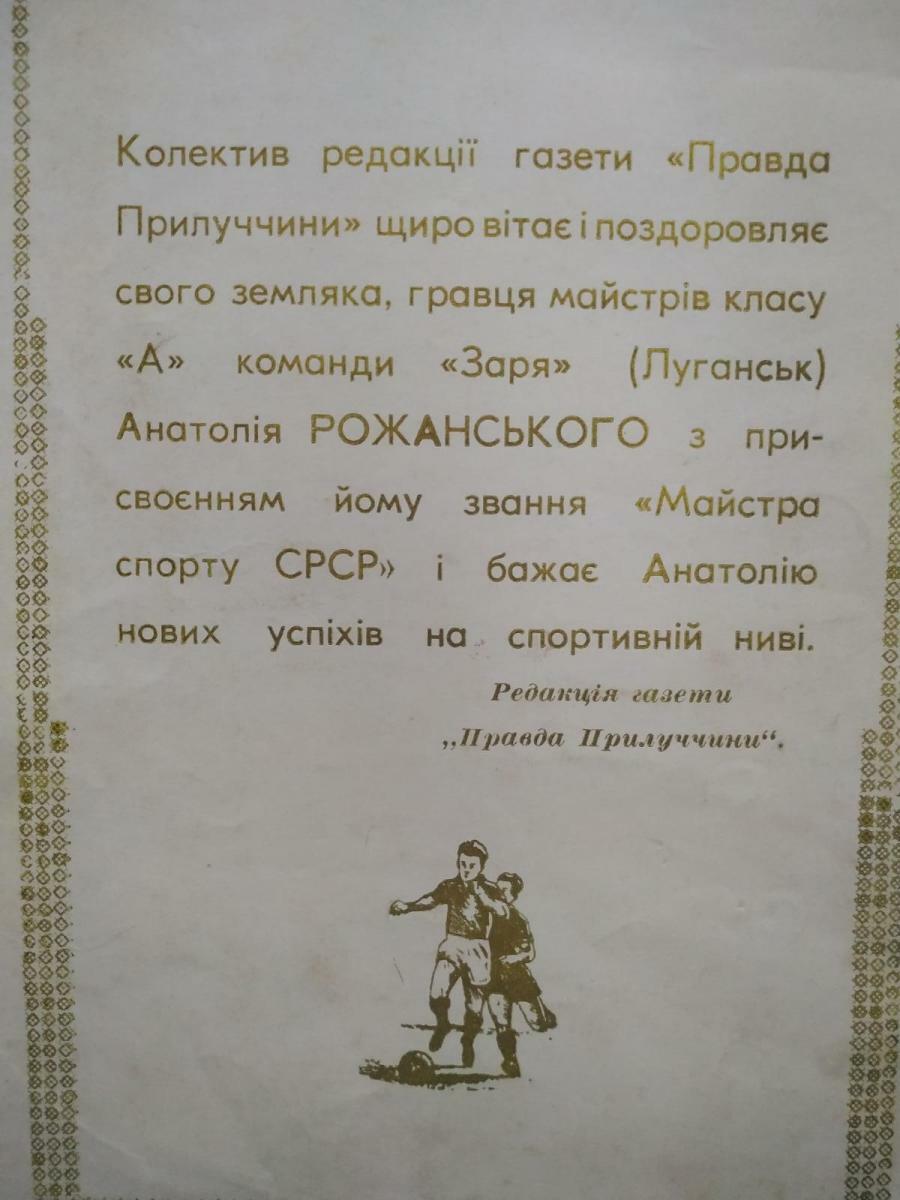 Колектив редакції газети «Правда
Прилуччини» щиро вітає і поздоровляє
свого земляка, гравця майстрів класу
«А» команди «Заря» (Луганськ)
Анатолія РОЖАНСЬКОГО з при-
своєнням йому звання «Майстра
спорту СРСР» і бажає Анатолію
нових успіхів на спортивній ниві.
Редакція газети
„Правда Прилуччини“.